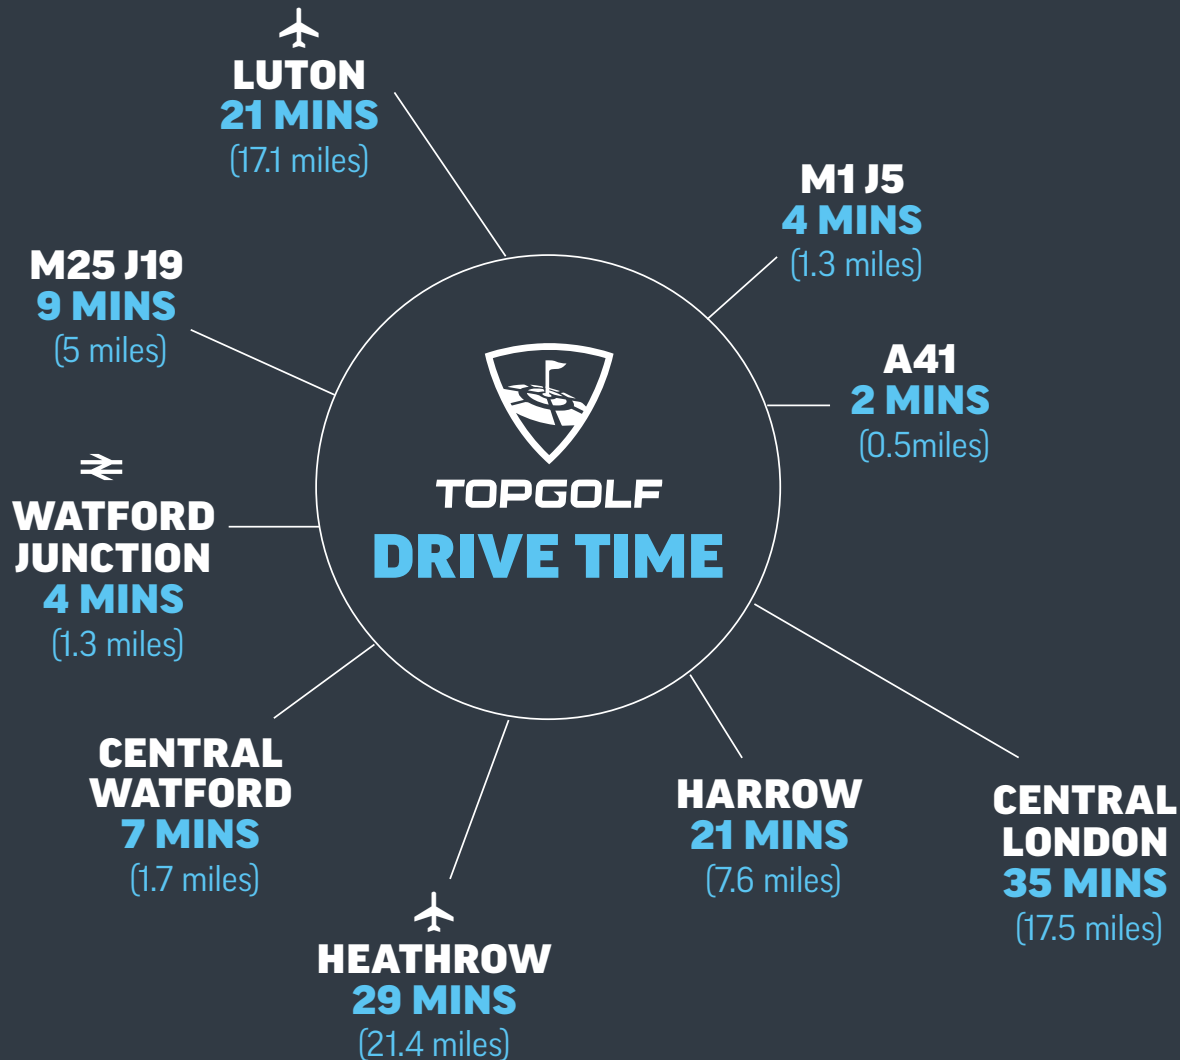 LUTON
21 MINS
(17.1 miles)
M1 J5
4 MINS
(1.3 miles)
M25 J19
9 MINS
(5 miles)
A41
2 MINS
(0.5miles)
TOPGOLF
DRIVE TIME
WATFORD
JUNCTION
4 MINS
(1.3 miles)
CENTRAL
WATFORD
7 MINS
(1.7 miles)
HEATHROW
29 MINS
(21.4 miles)
HARROW
21 MINS
(7.6 miles)
CENTRAL
LONDON
35 MINS
(17.5 miles)